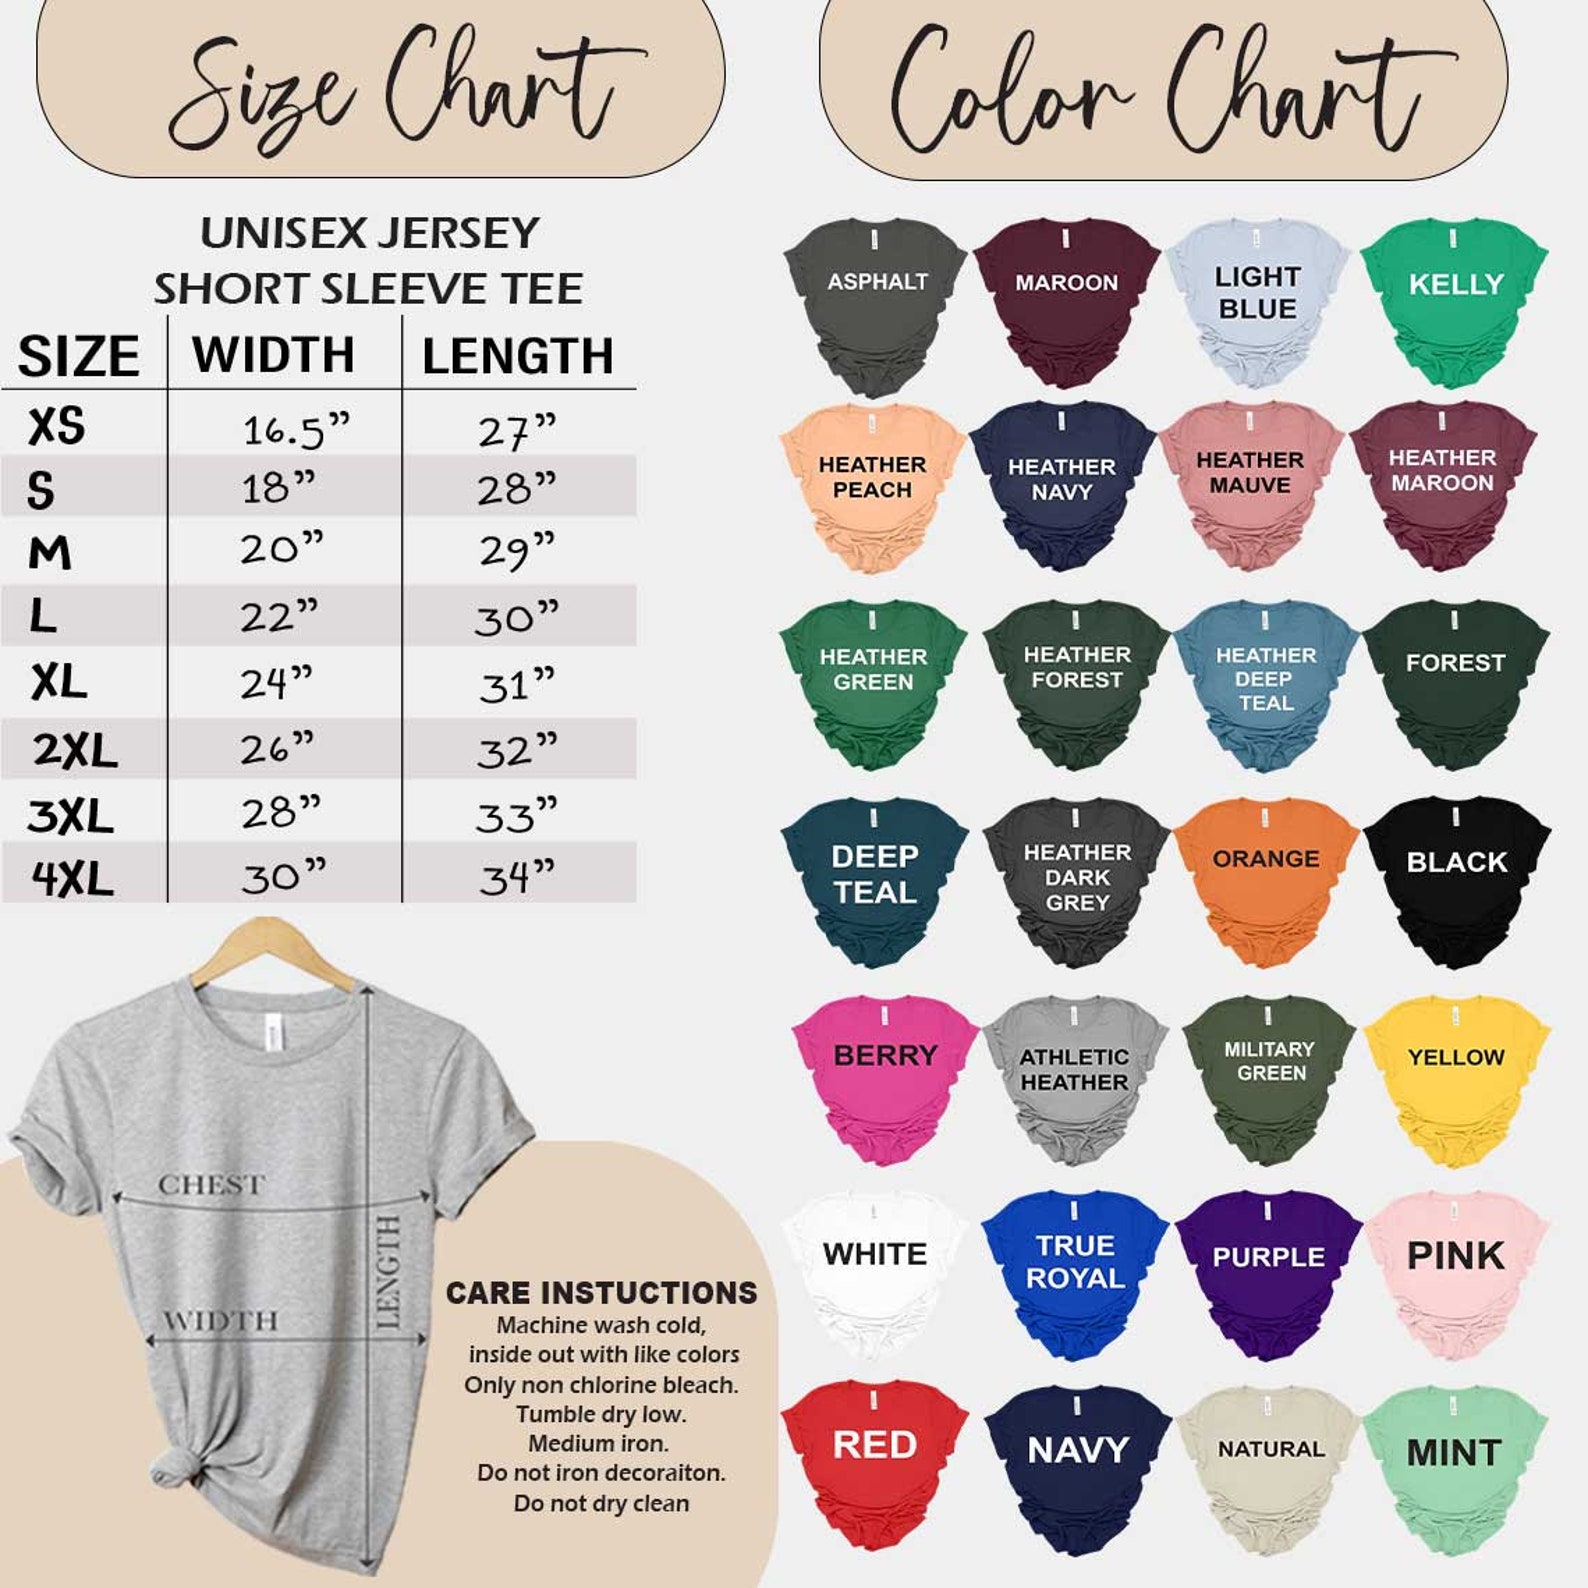 Size Chart
UNISEX JERSEY
SHORT SLEEVE TEE
SIZE WIDTH LENGTH
XS 16.5” 27”
S 18” 28”
M 20” 29”
L 22” 30”
XL 24” 31”
2XL 26” 32”
3XL 28” 33”
4XL 30” 34”
CHEST
WIDTH
LENGTH
CARE INSTUCTIONS
Machine wash cold,
inside out with like colors
Only non chlorine bleach.
Tumble dry low.
Medium iron.
Do not iron decoraiton.
Do not dry clean
Color Chart
ASPHALT
MAROON
LIGHT
BLUE
KELLY
HEATHER
PEACH
HEATHER
NAVY
HEATHER
MAUVE
HEATHER
MAROON
HEATHER
GREEN
HEATHER
FOREST
HEATHER
DEEP
TEAL
FOREST
DEEP
TEAL
HEATHER
DARK
GREY
ORANGE
BLACK
BERRY
ATHLETIC
HEATHER
MILITARY
GREEN
YELLOW
WHITE
TRUE
ROYAL
PURPLE
PINK
RED
NAVY
NATURAL
MINT